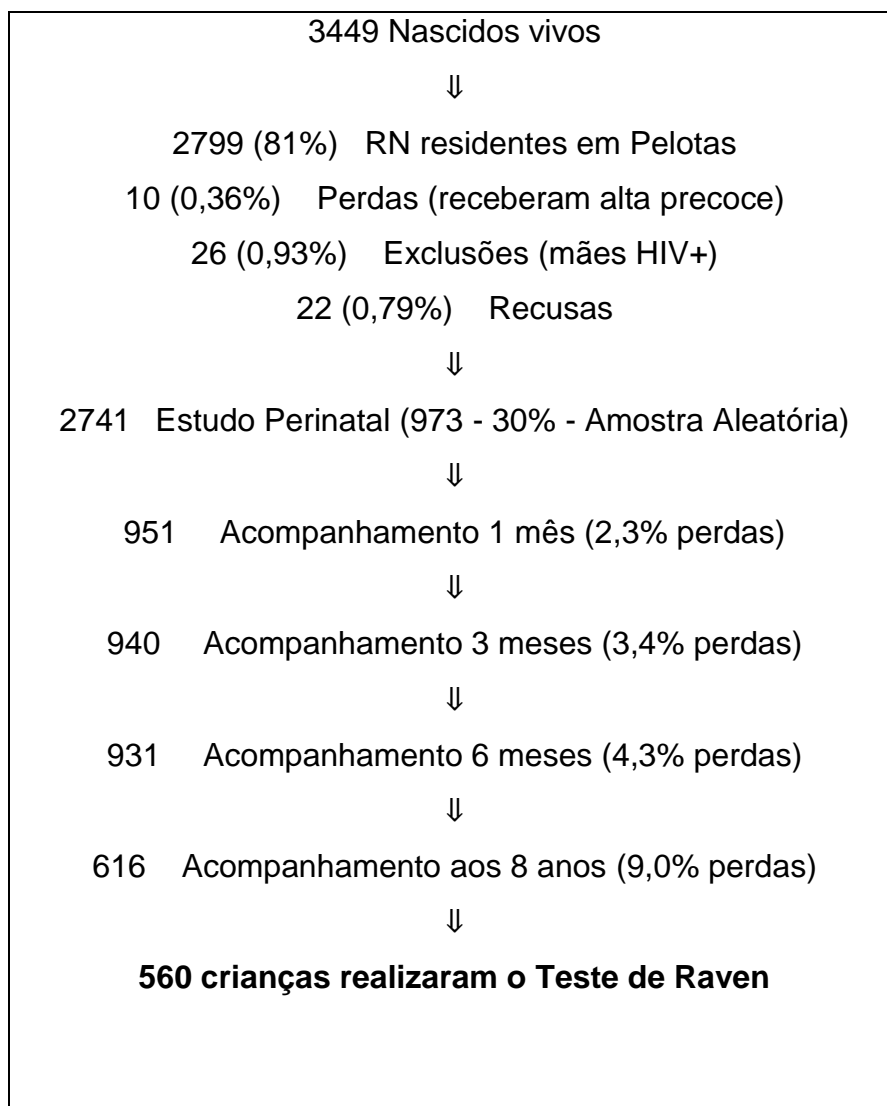 3449 Nascidos vivos
⇓
2799 (81%) RN residentes em Pelotas
10 (0,36%) Perdas (receberam alta precoce)
26 (0,93%) Exclusões (mães HIV+)
22 (0,79%) Recusas
⇓
2741 Estudo Perinatal (973 - 30% - Amostra Aleatória)
⇓
951 Acompanhamento 1 mês (2,3% perdas)
⇓
940 Acompanhamento 3 meses (3,4% perdas)
⇓
931 Acompanhamento 6 meses (4,3% perdas)
⇓
616 Acompanhamento aos 8 anos (9,0% perdas)
⇓
560 crianças realizaram o Teste de Raven